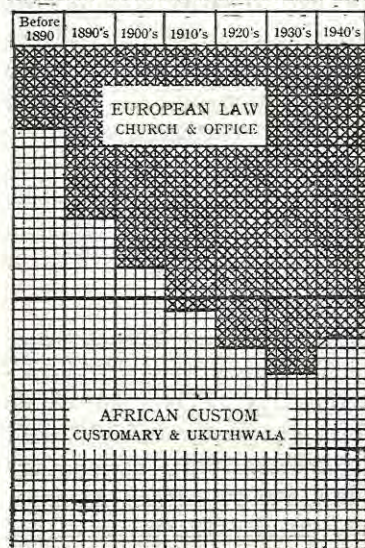 Before 1890 1890's 1900's 1910's 1920's 1930's 1940's
EUROPEAN LAW
CHURCH & OFFICE
AFRICAN CUSTOM
CUSTOMARY & UKUTHWALA